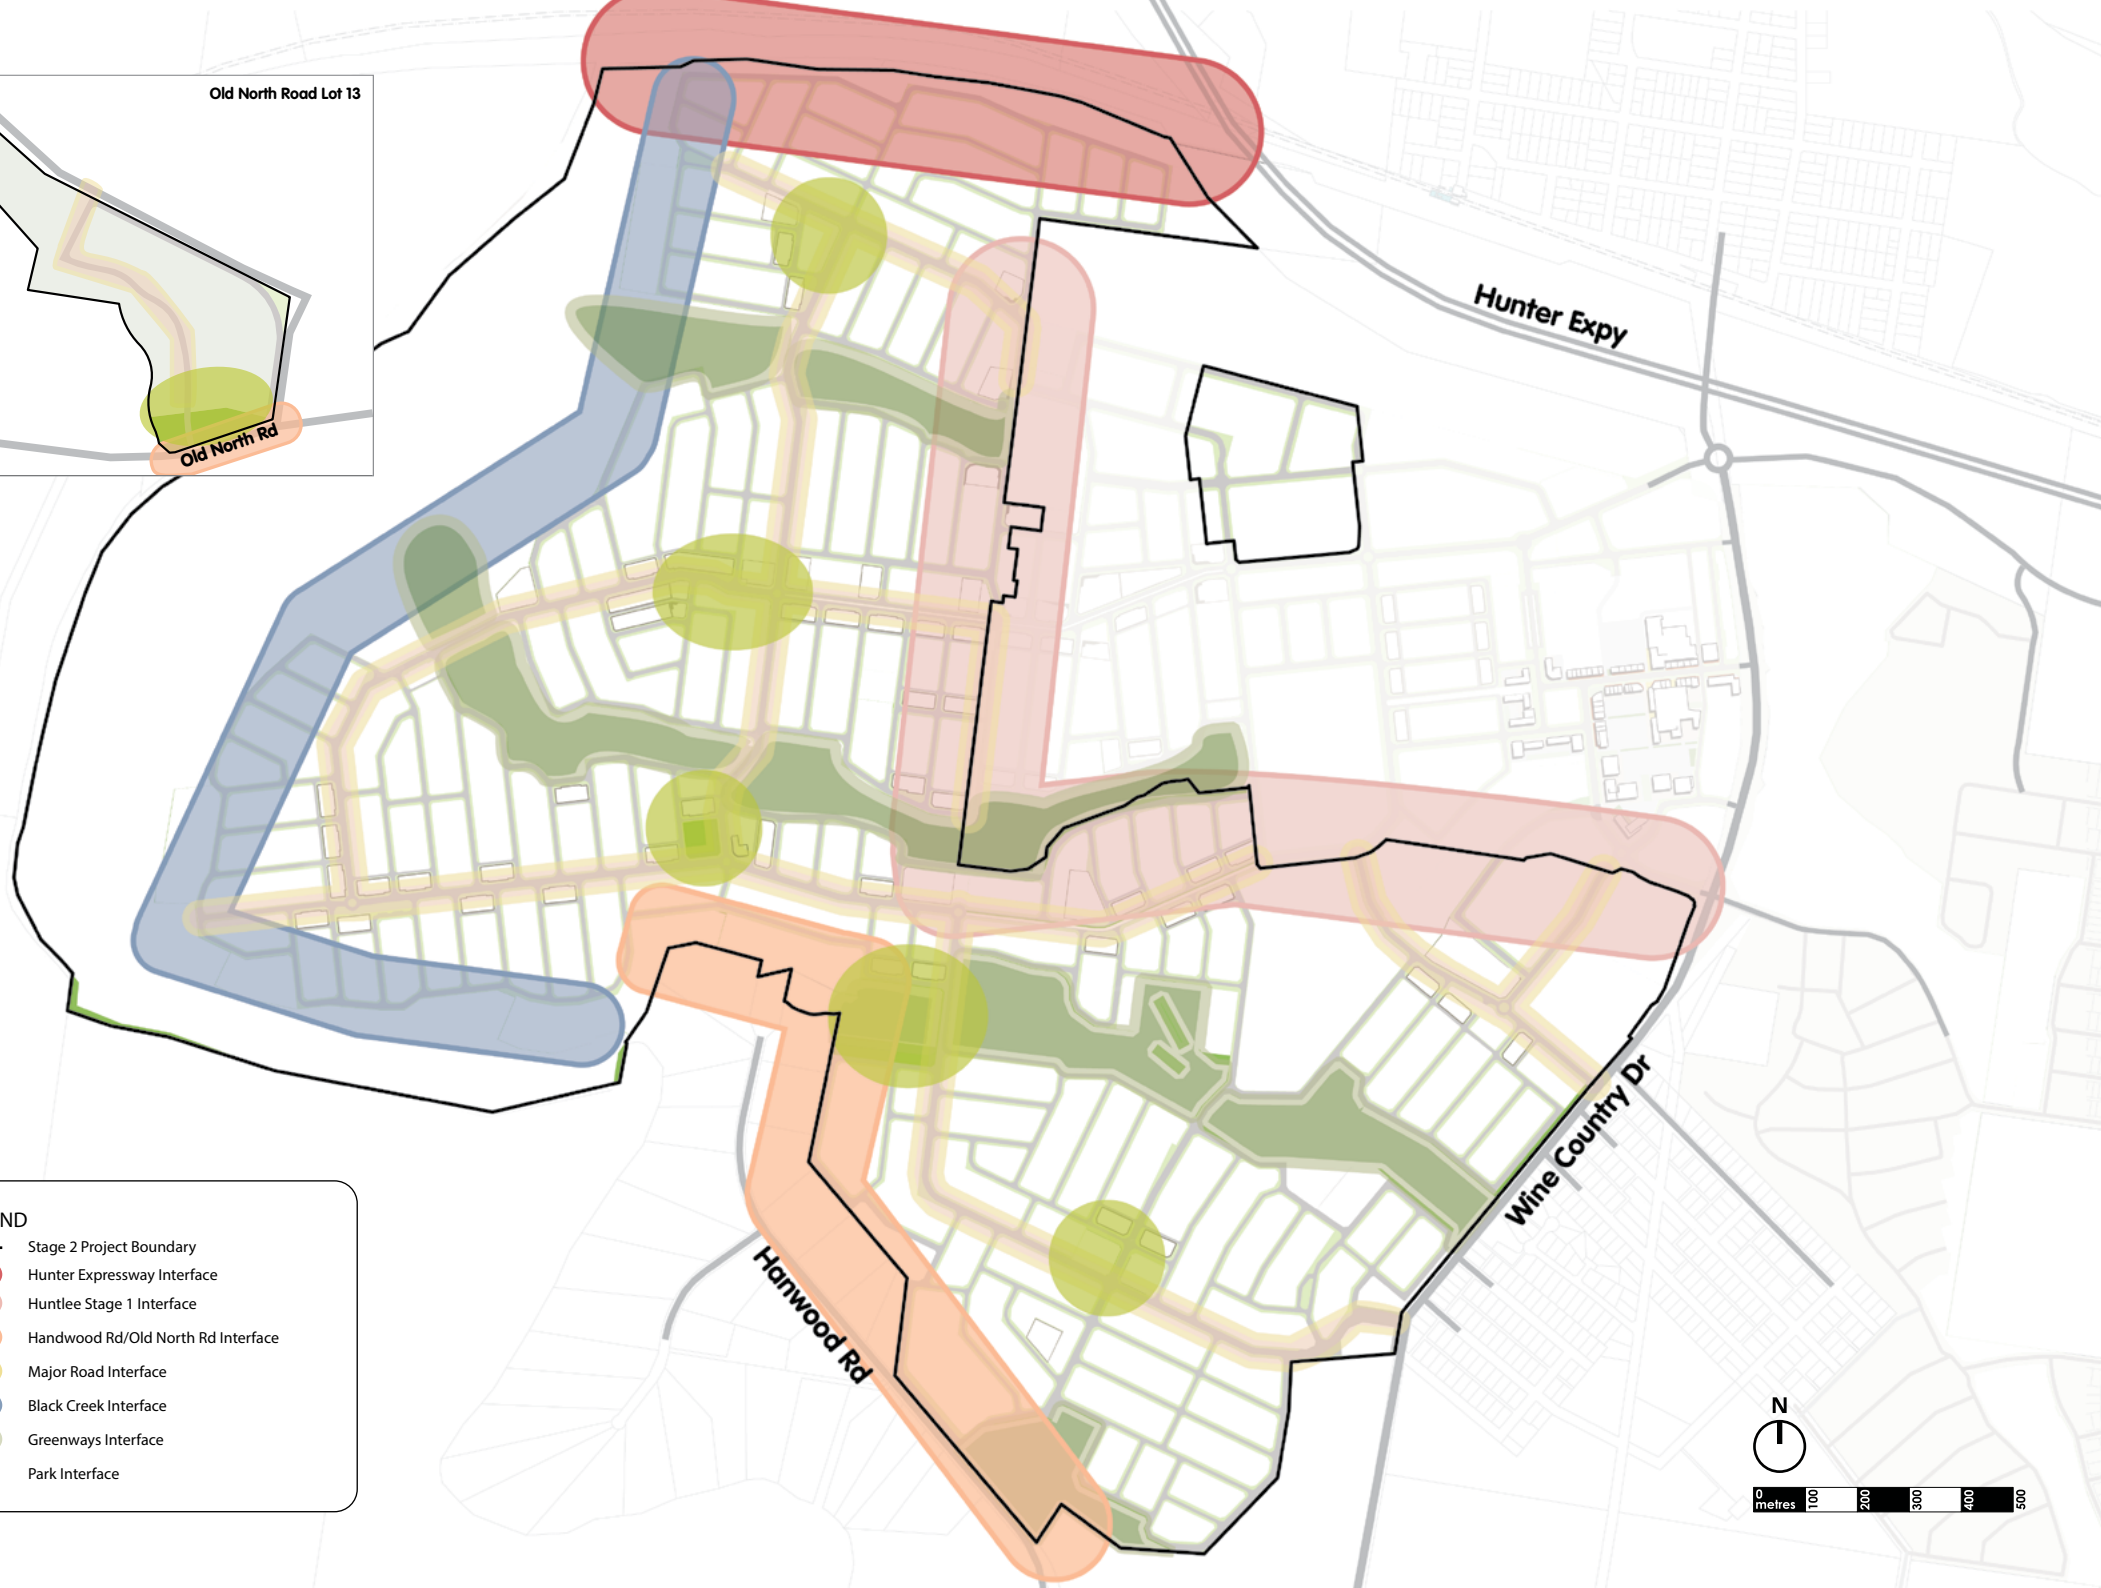 Old North Road Lot 13
Hunter Expy
Old North Rd
Wine Country Dr
Hanwood Rd
ND
Stage 2 Project Boundary
Hunter Expressway Interface
Huntlee Stage 1 Interface
Handwood Rd/Old North Rd Interface
Major Road Interface
Black Creek Interface
Greenways Interface
Park Interface
N
0 100 200 300 400 500
metres